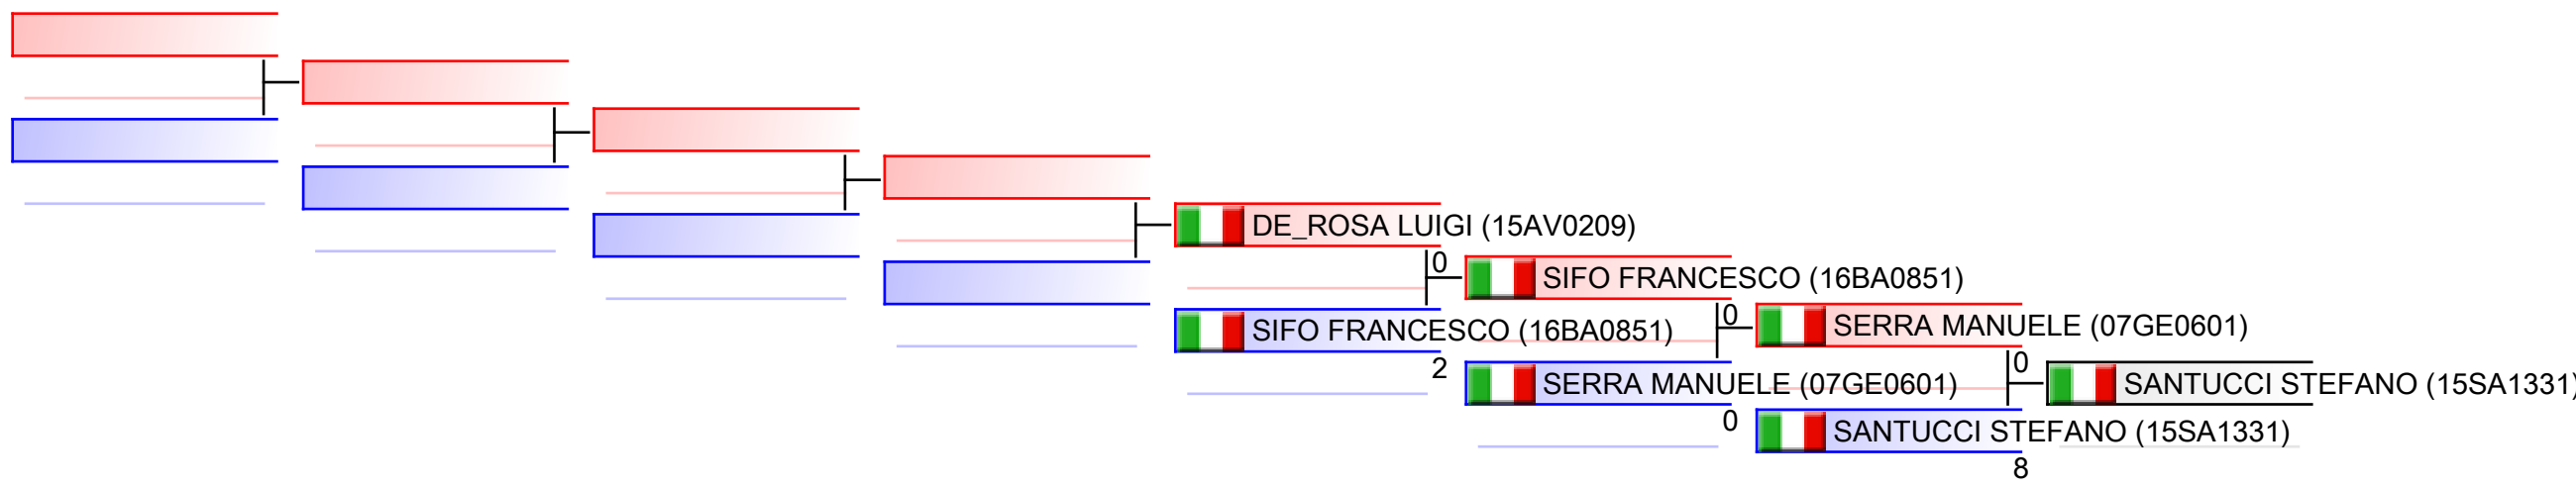 DE_ROSA LUIGI (15AV0209)
0
SIFO FRANCESCO (16BA0851)
SIFO FRANCESCO (16BA0851)
0
SERRA MANUELE (07GE0601)
2
SERRA MANUELE (07GE0601)
0
SANTUCCI STEFANO (15SA1331)
0
SANTUCCI STEFANO (15SA1331)
8